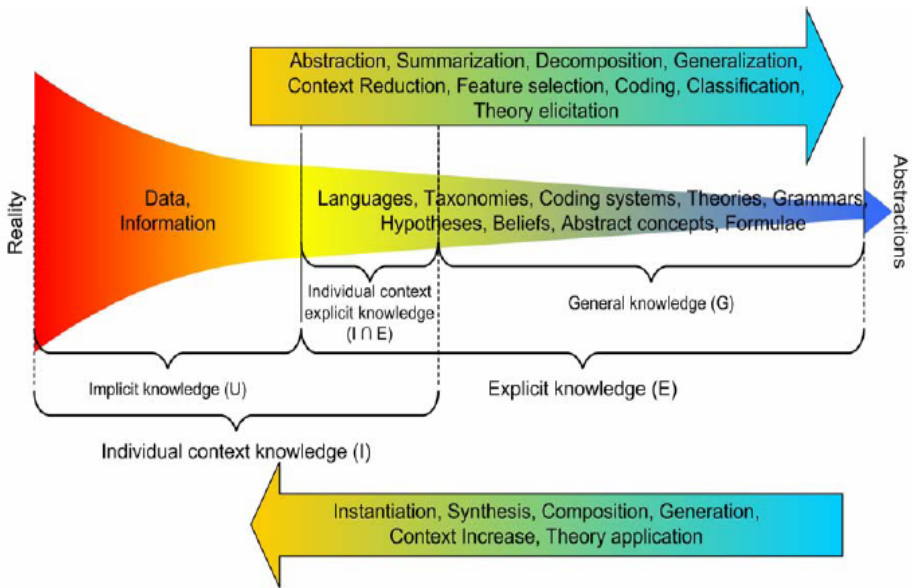 Abstraction, Summarization, Decomposition, Generalization,
Context Reduction, Feature selection, Coding, Classification,
Theory elicitation
Reality
Data,
Information
Languages, Taxonomies, Coding systems, Theories, Grammars,
Hypotheses, Beliefs, Abstract concepts, Formulae
Abstractions
Individual context
explicit knowledge
(I ∩ E)
General knowledge (G)
Implicit knowledge (U)
Explicit knowledge (E)
Individual context knowledge (I)
Instantiation, Synthesis, Composition, Generation,
Context Increase, Theory application